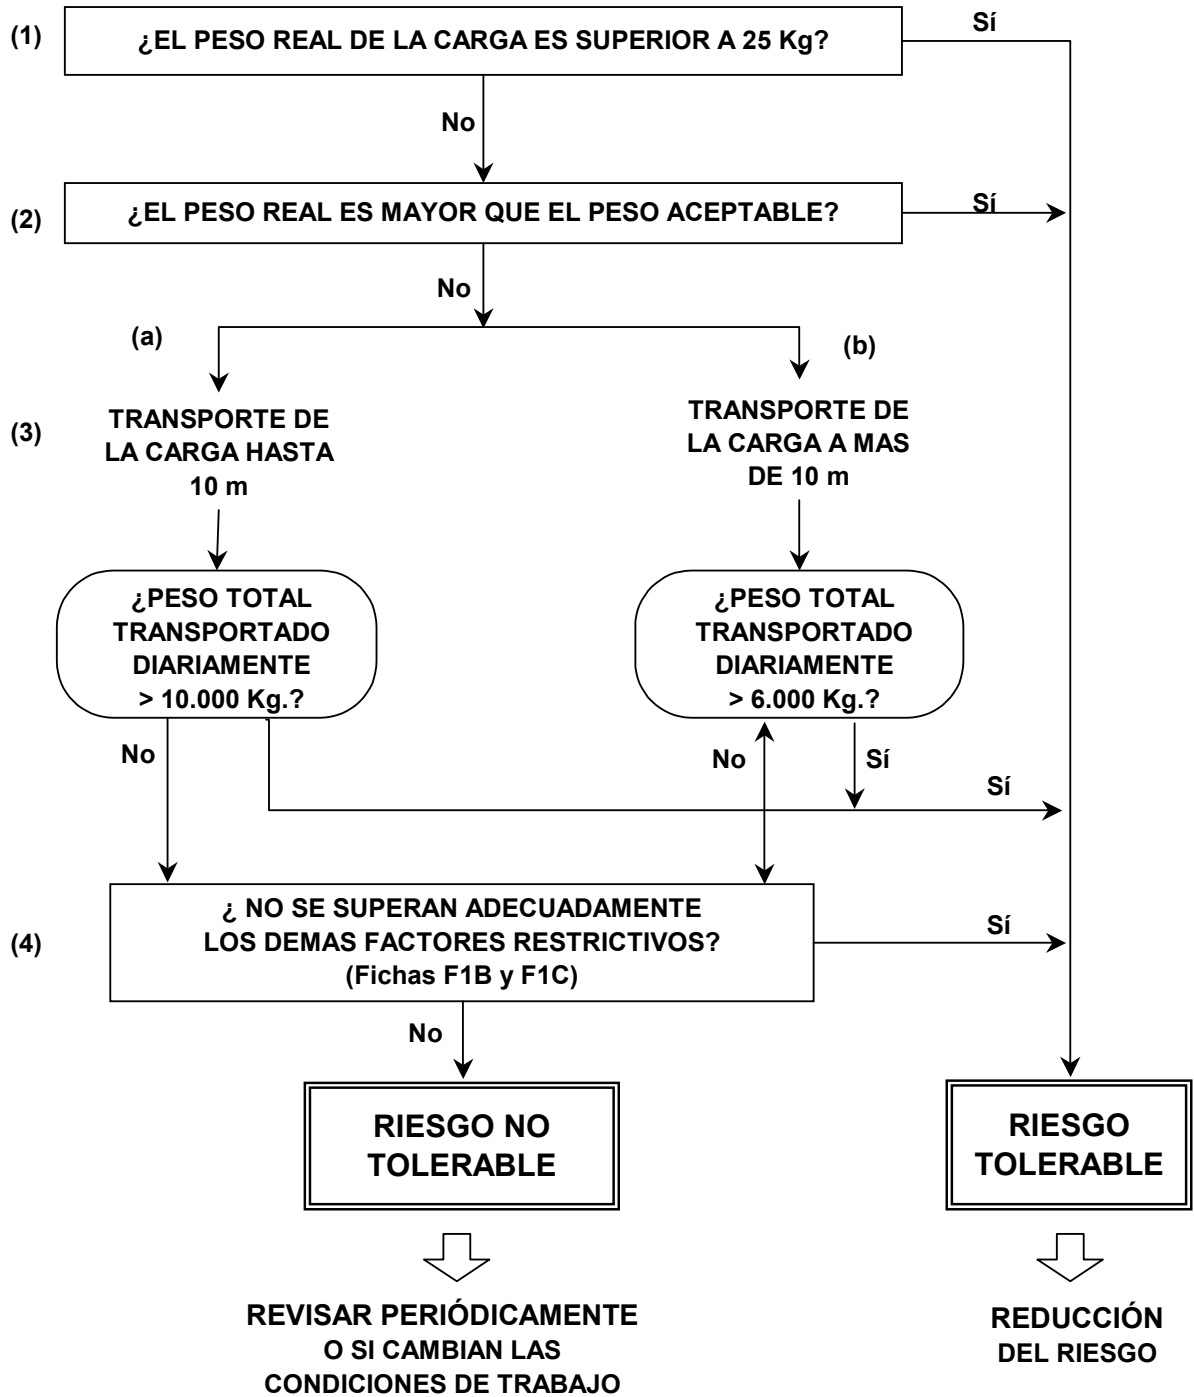 (1)
¿EL PESO REAL DE LA CARGA ES SUPERIOR A 25 Kg?
Sí
No
(2)
¿EL PESO REAL ES MAYOR QUE EL PESO ACEPTABLE?
Sí
No
(a)
(b)
(3)
TRANSPORTE DE
LA CARGA HASTA
10 m
TRANSPORTE DE
LA CARGA A MAS
DE 10 m
¿PESO TOTAL
TRANSPORTADO
DIARIAMENTE
> 10.000 Kg.?
¿PESO TOTAL
TRANSPORTADO
DIARIAMENTE
> 6.000 Kg.?
No
No
Sí
Sí
(4)
¿ NO SE SUPERAN ADECUADAMENTE
LOS DEMAS FACTORES RESTRICTIVOS?
(Fichas F1B y F1C)
Sí
No
RIESGO NO
TOLERABLE
RIESGO
TOLERABLE
REVISAR PERIÓDICAMENTE
O SI CAMBIAN LAS
CONDICIONES DE TRABAJO
REDUCCIÓN
DEL RIESGO